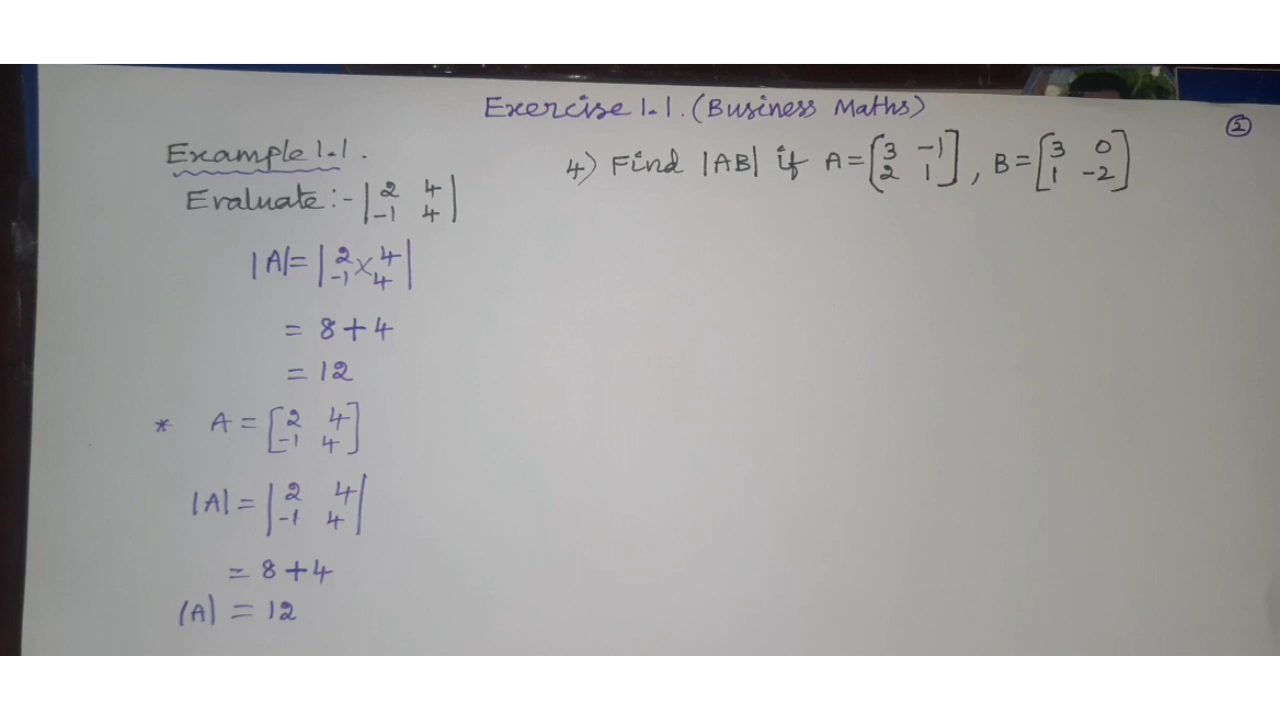 Exercise 1.1. (Business Maths)
2
Example 1.1.
Evaluate:- | 2 4 |
| -1 4 |
|A| = | 2 × 4 |
| -1 4 |
= 8 + 4
= 12
* A = [ 2 4 ]
[ -1 4 ]
|A| = | 2 4 |
| -1 4 |
= 8 + 4
|A| = 12
4) Find |AB| if A = [ 3 -1 ], B = [ 3 0 ]
[ 2 1 ] [ 1 -2 ]